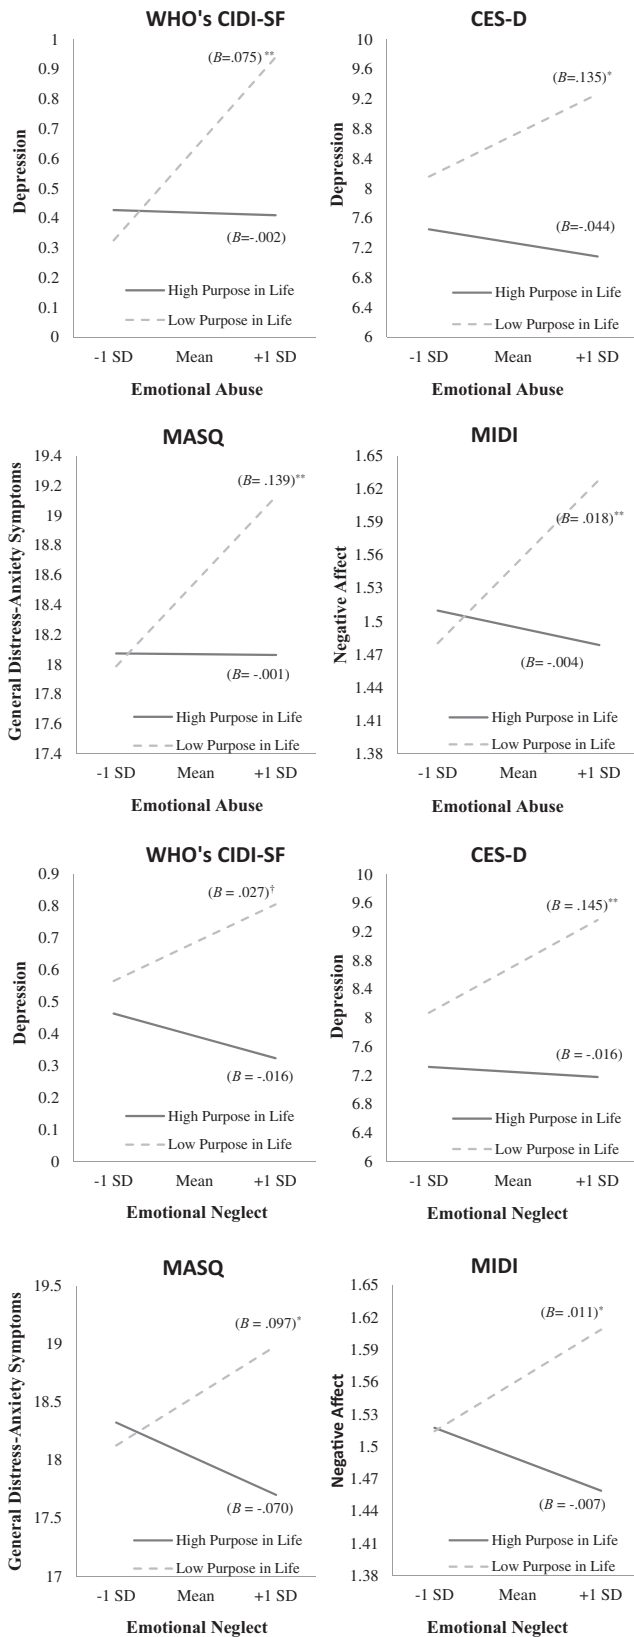 WHO's CIDI-SF
1
0.9
0.8
0.7
0.6
0.5
0.4
0.3
0.2
0.1
0
Depression
(B=.075)**
(B=-.002)
High Purpose in Life
Low Purpose in Life
-1 SD Mean +1 SD
Emotional Abuse
CES-D
10
9.6
9.2
8.8
8.4
8
7.6
7.2
6.8
6.4
6
Depression
(B=.135)*
(B=-.044)
High Purpose in Life
Low Purpose in Life
-1 SD Mean +1 SD
Emotional Abuse
MASQ
19.4
19.2
19
18.8
18.6
18.4
18.2
18
17.8
17.6
17.4
General Distress-Anxiety Symptoms
(B= .139)**
(B= -.001)
High Purpose in Life
Low Purpose in Life
-1 SD Mean +1 SD
Emotional Abuse
MIDI
1.65
1.62
1.59
1.56
1.53
1.5
1.47
1.44
1.41
1.38
Negative Affect
(B= .018)**
(B= -.004)
High Purpose in Life
Low Purpose in Life
-1 SD Mean +1 SD
Emotional Abuse
WHO's CIDI-SF
0.9
0.8
0.7
0.6
0.5
0.4
0.3
0.2
0.1
0
Depression
(B = .027)†
(B = -.016)
High Purpose in Life
Low Purpose in Life
-1 SD Mean +1 SD
Emotional Neglect
CES-D
10
9.6
9.2
8.8
8.4
8
7.6
7.2
6.8
6.4
6
Depression
(B = .145)**
(B = -.016)
High Purpose in Life
Low Purpose in Life
-1 SD Mean +1 SD
Emotional Neglect
MASQ
19.5
19
18.5
18
17.5
17
General Distress-Anxiety Symptoms
(B = .097)*
(B = -.070)
High Purpose in Life
Low Purpose in Life
-1 SD Mean +1 SD
Emotional Neglect
MIDI
1.65
1.62
1.59
1.56
1.53
1.5
1.47
1.44
1.41
1.38
Negative Affect
(B= .011)*
(B = -.007)
High Purpose in Life
Low Purpose in Life
-1 SD Mean +1 SD
Emotional Neglect